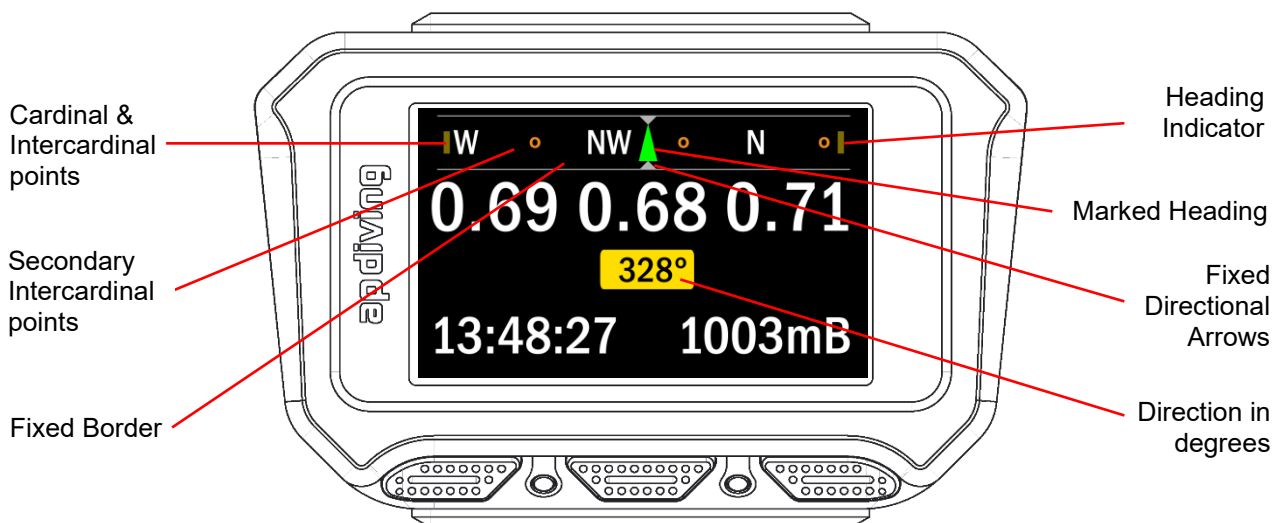 Cardinal &
Intercardinal
points
Secondary
Intercardinal
points
Fixed Border
apdiving
W NW N
0.69 0.68 0.71
328°
13:48:27 1003mB
Heading
Indicator
Marked Heading
Fixed
Directional
Arrows
Direction in
degrees